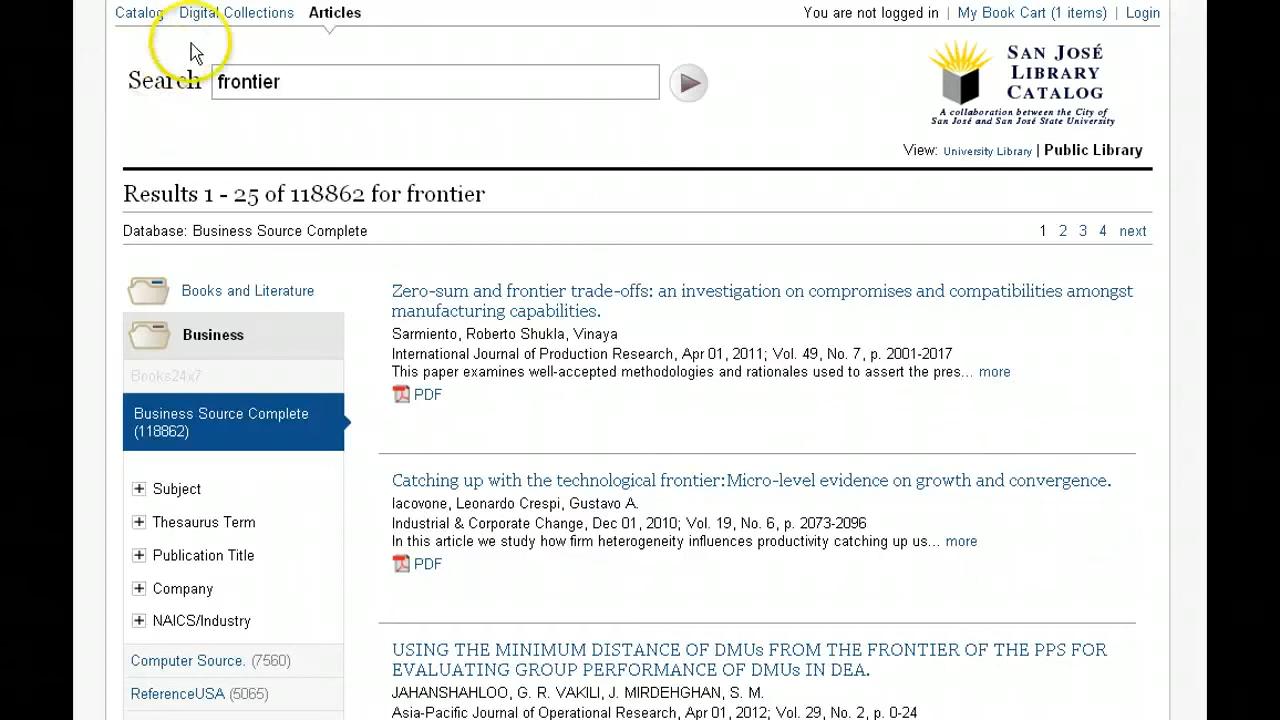 Catalog Digital Collections Articles You are not logged in | My Book Cart (1 items) | Login
Search frontier
SAN JOSÉ
LIBRARY
CATALOG
A collaboration between the City of
San José and San José State University
View: University Library | Public Library
Results 1 - 25 of 118862 for frontier
Database: Business Source Complete 1 2 3 4 next
Books and Literature
Business
Books24x7
Business Source Complete
(118862)
Subject
Thesaurus Term
Publication Title
Company
NAICS/Industry
Computer Source. (7560)
ReferenceUSA (5065)
Zero-sum and frontier trade-offs: an investigation on compromises and compatibilities amongst
manufacturing capabilities.
Sarmiento, Roberto Shukla, Vinaya
International Journal of Production Research, Apr 01, 2011; Vol. 49, No. 7, p. 2001-2017
This paper examines well-accepted methodologies and rationales used to assert the pres... more
PDF
Catching up with the technological frontier:Micro-level evidence on growth and convergence.
Iacovone, Leonardo Crespi, Gustavo A.
Industrial & Corporate Change, Dec 01, 2010; Vol. 19, No. 6, p. 2073-2096
In this article we study how firm heterogeneity influences productivity catching up us... more
PDF
USING THE MINIMUM DISTANCE OF DMUs FROM THE FRONTIER OF THE PPS FOR
EVALUATING GROUP PERFORMANCE OF DMUs IN DEA.
JAHANSHAHLOO, G. R. VAKILI, J. MIRDEHGHAN, S. M.
Asia-Pacific Journal of Operational Research, Apr 01, 2012; Vol. 29, No. 2, p. 0-24